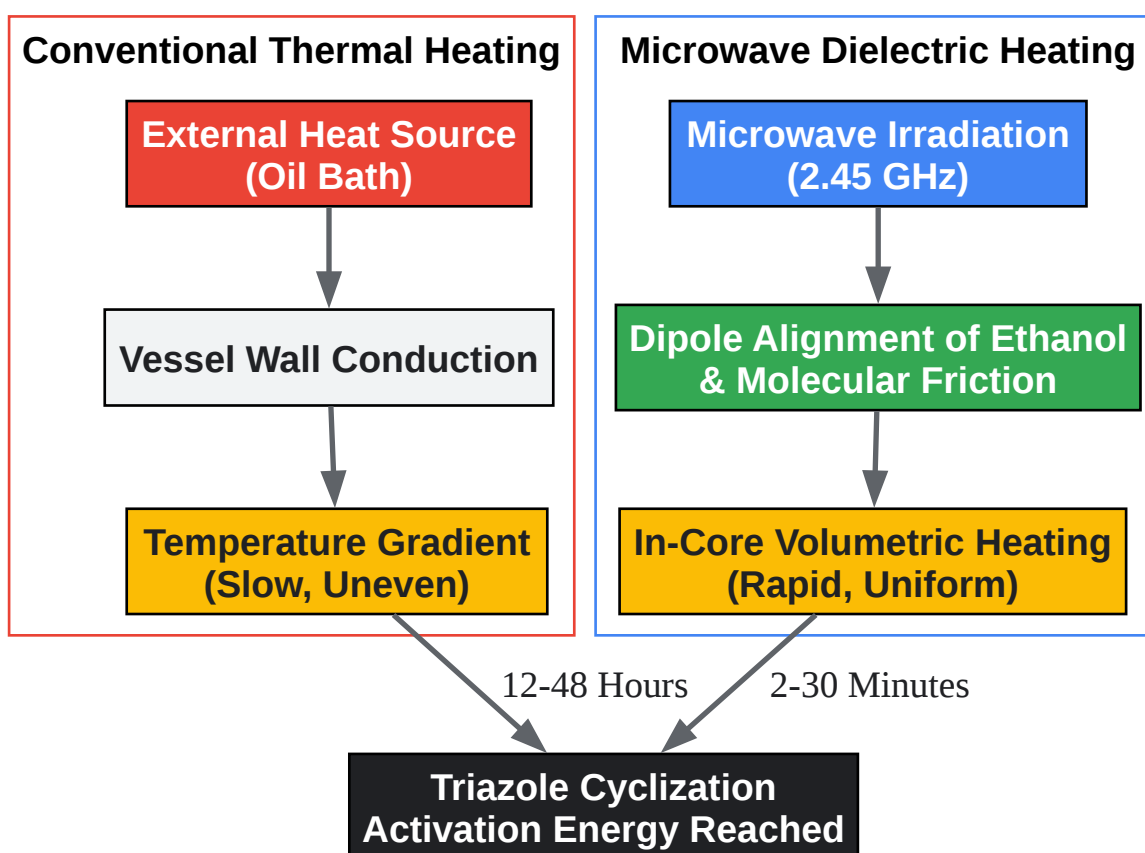 Conventional Thermal Heating
External Heat Source
(Oil Bath)
Vessel Wall Conduction
Temperature Gradient
(Slow, Uneven)
Microwave Dielectric Heating
Microwave Irradiation
(2.45 GHz)
Dipole Alignment of Ethanol
& Molecular Friction
In-Core Volumetric Heating
(Rapid, Uniform)
12-48 Hours
2-30 Minutes
Triazole Cyclization
Activation Energy Reached